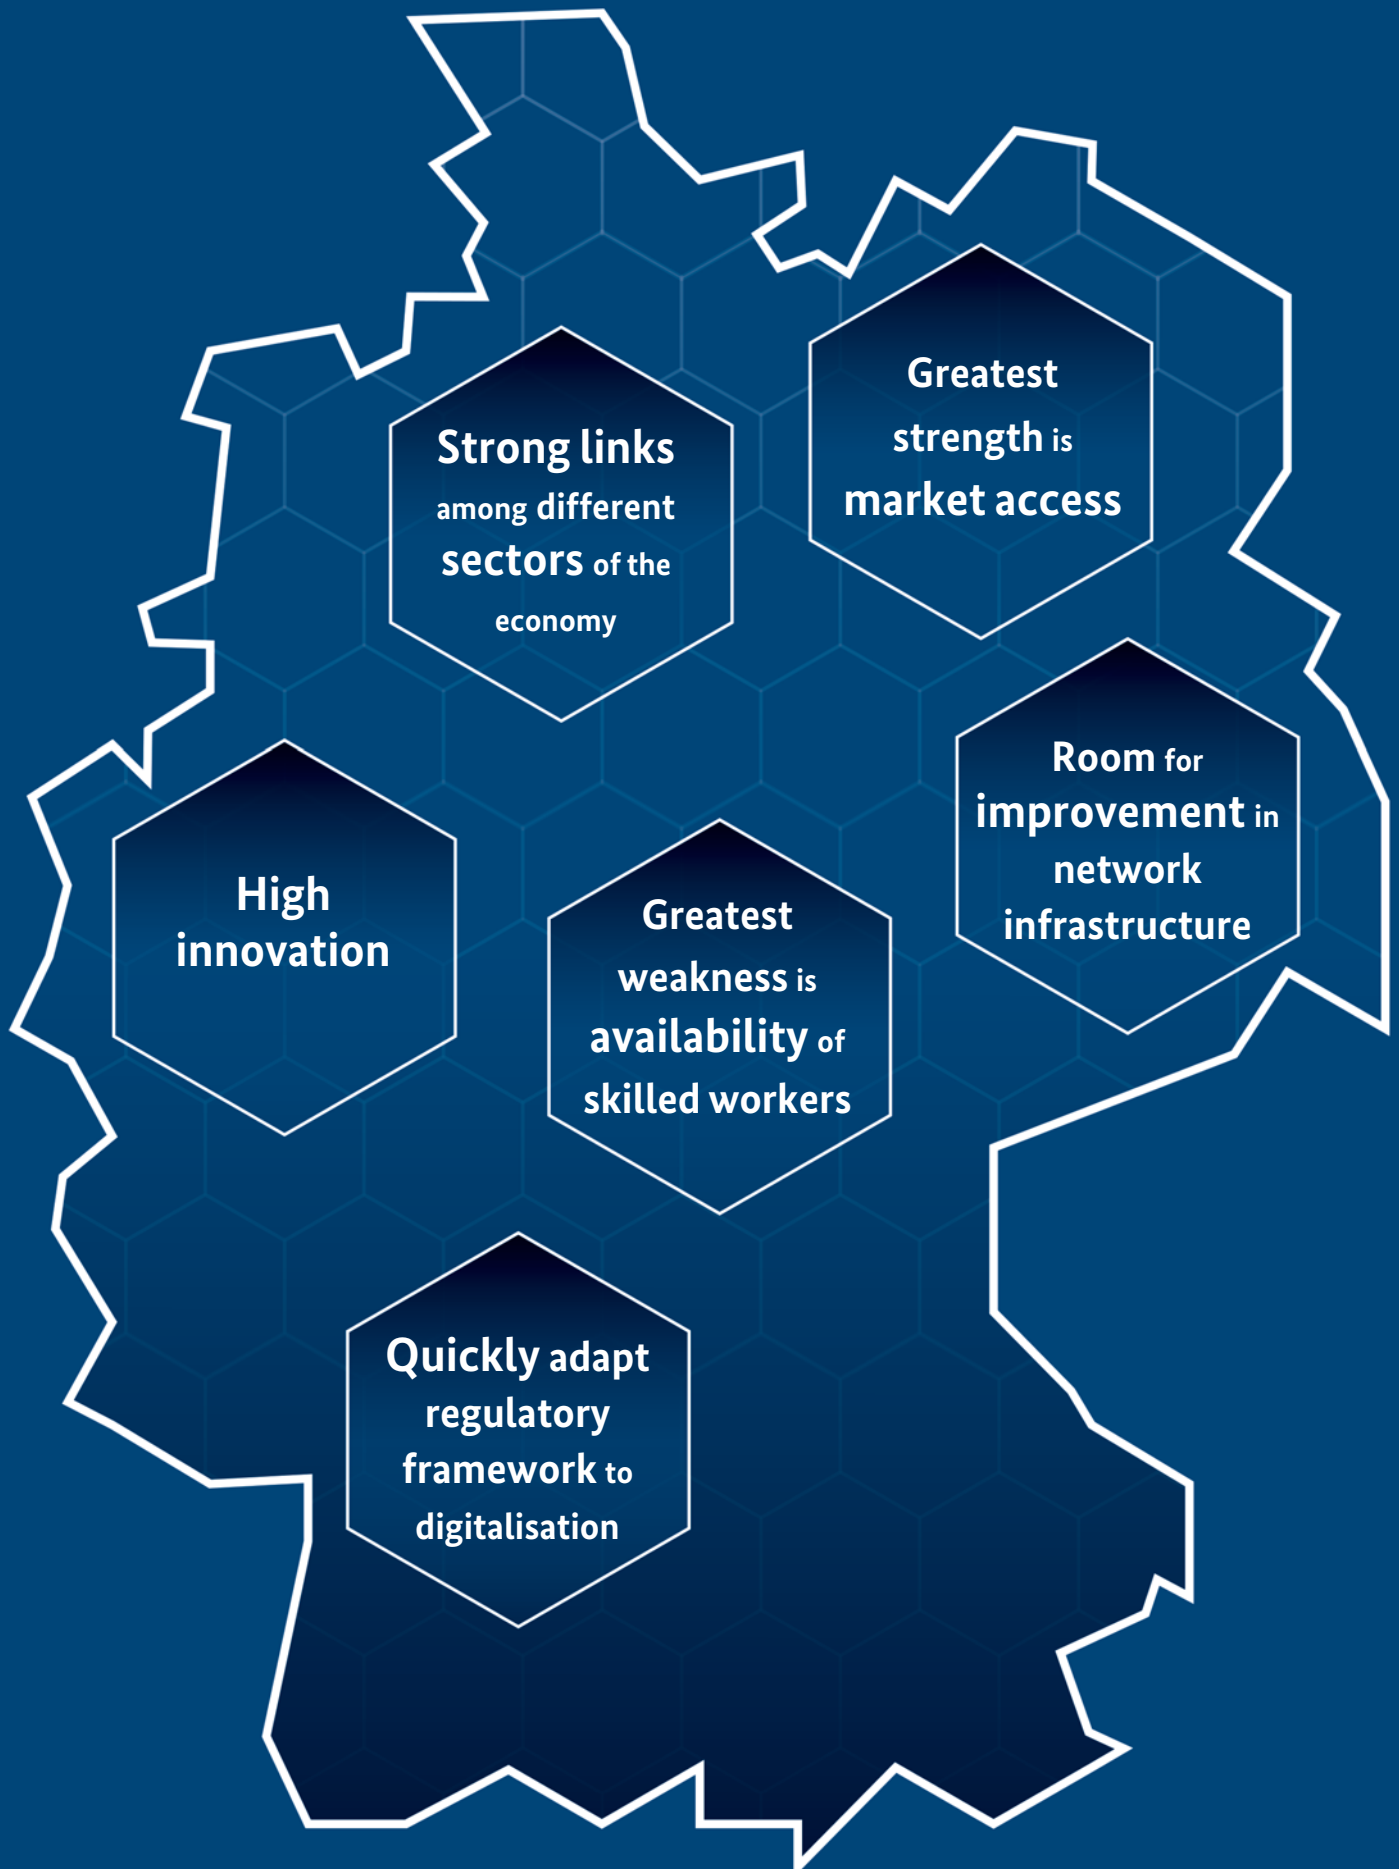 Strong links
among different
sectors of the
economy
Greatest
strength is
market access
Room for
improvement in
network
infrastructure
High
innovation
Greatest
weakness is
availability of
skilled workers
Quickly adapt
regulatory
framework to
digitalisation